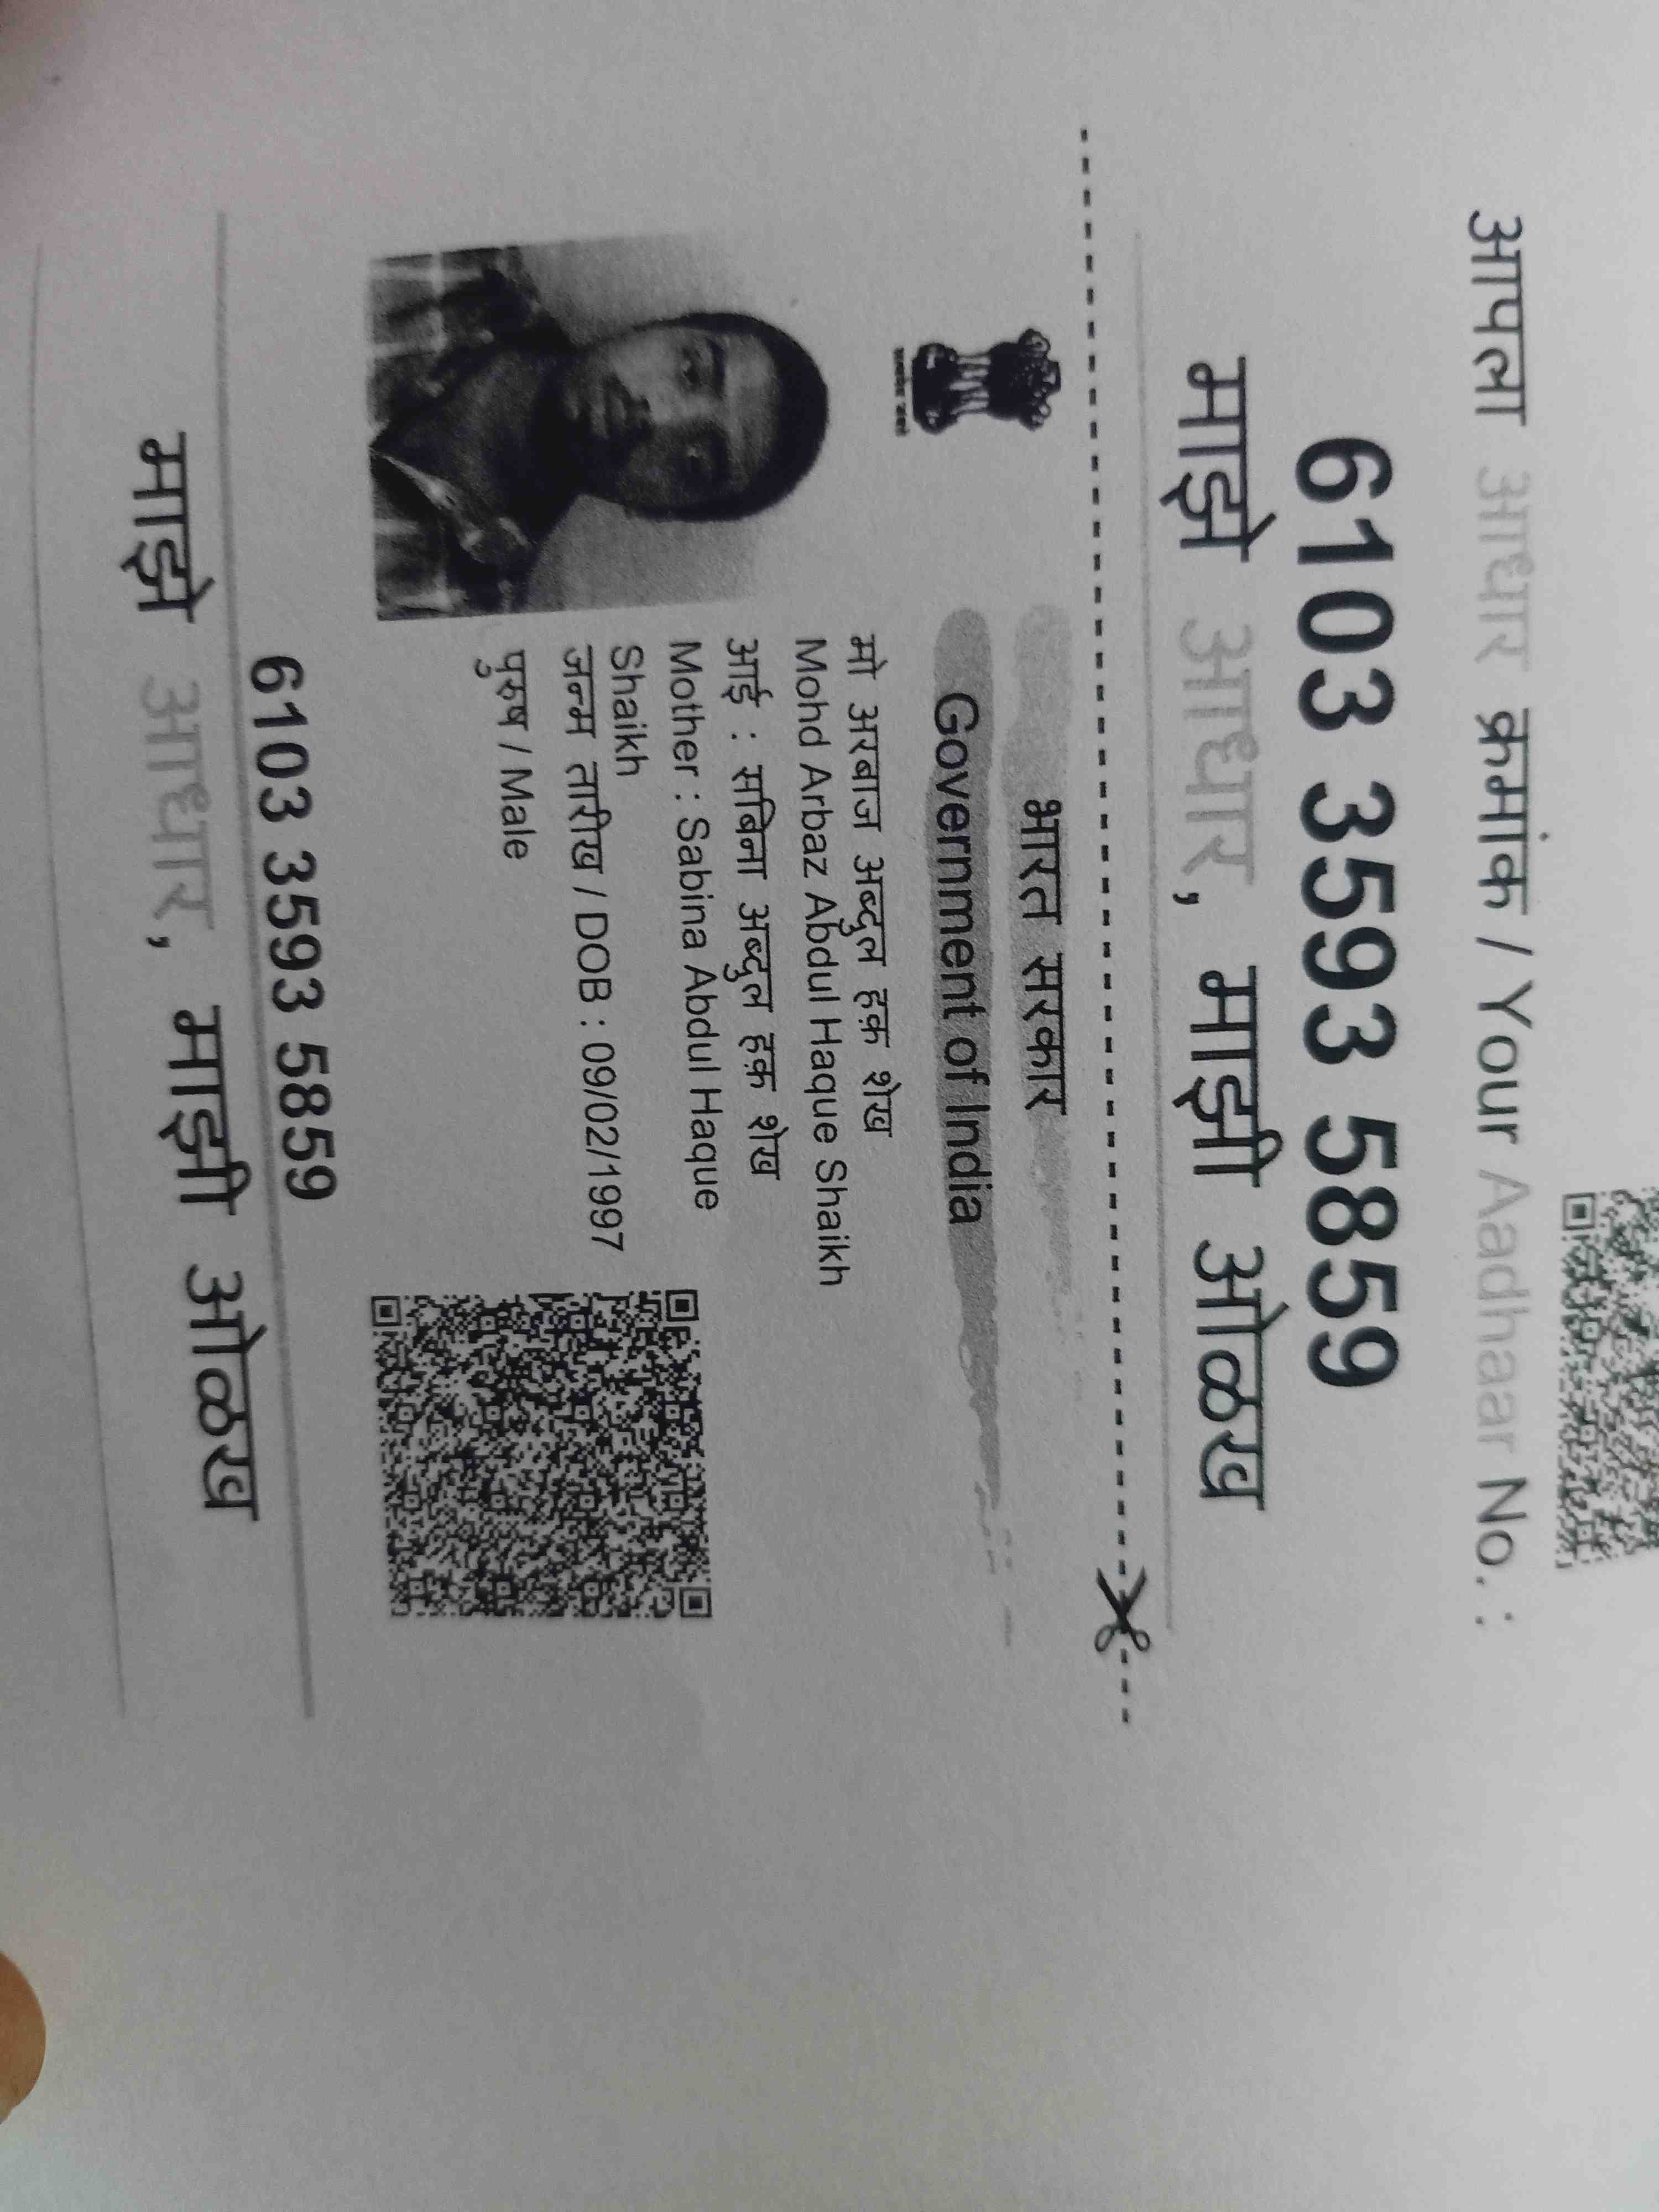 आपला आधार क्रमांक / Your Aadhaar No. :
6103 3593 5859
माझे आधार, माझी ओळख
भारत सरकार
Government of India
मो अरबाज अब्दुल हक़ शेख
Mohd Arbaz Abdul Haque Shaikh
आई : सबिना अब्दुल हक़ शेख
Mother : Sabina Abdul Haque
Shaikh
जन्म तारीख / DOB : 09/02/1997
पुरुष / Male
6103 3593 5859
माझे आधार, माझी ओळख